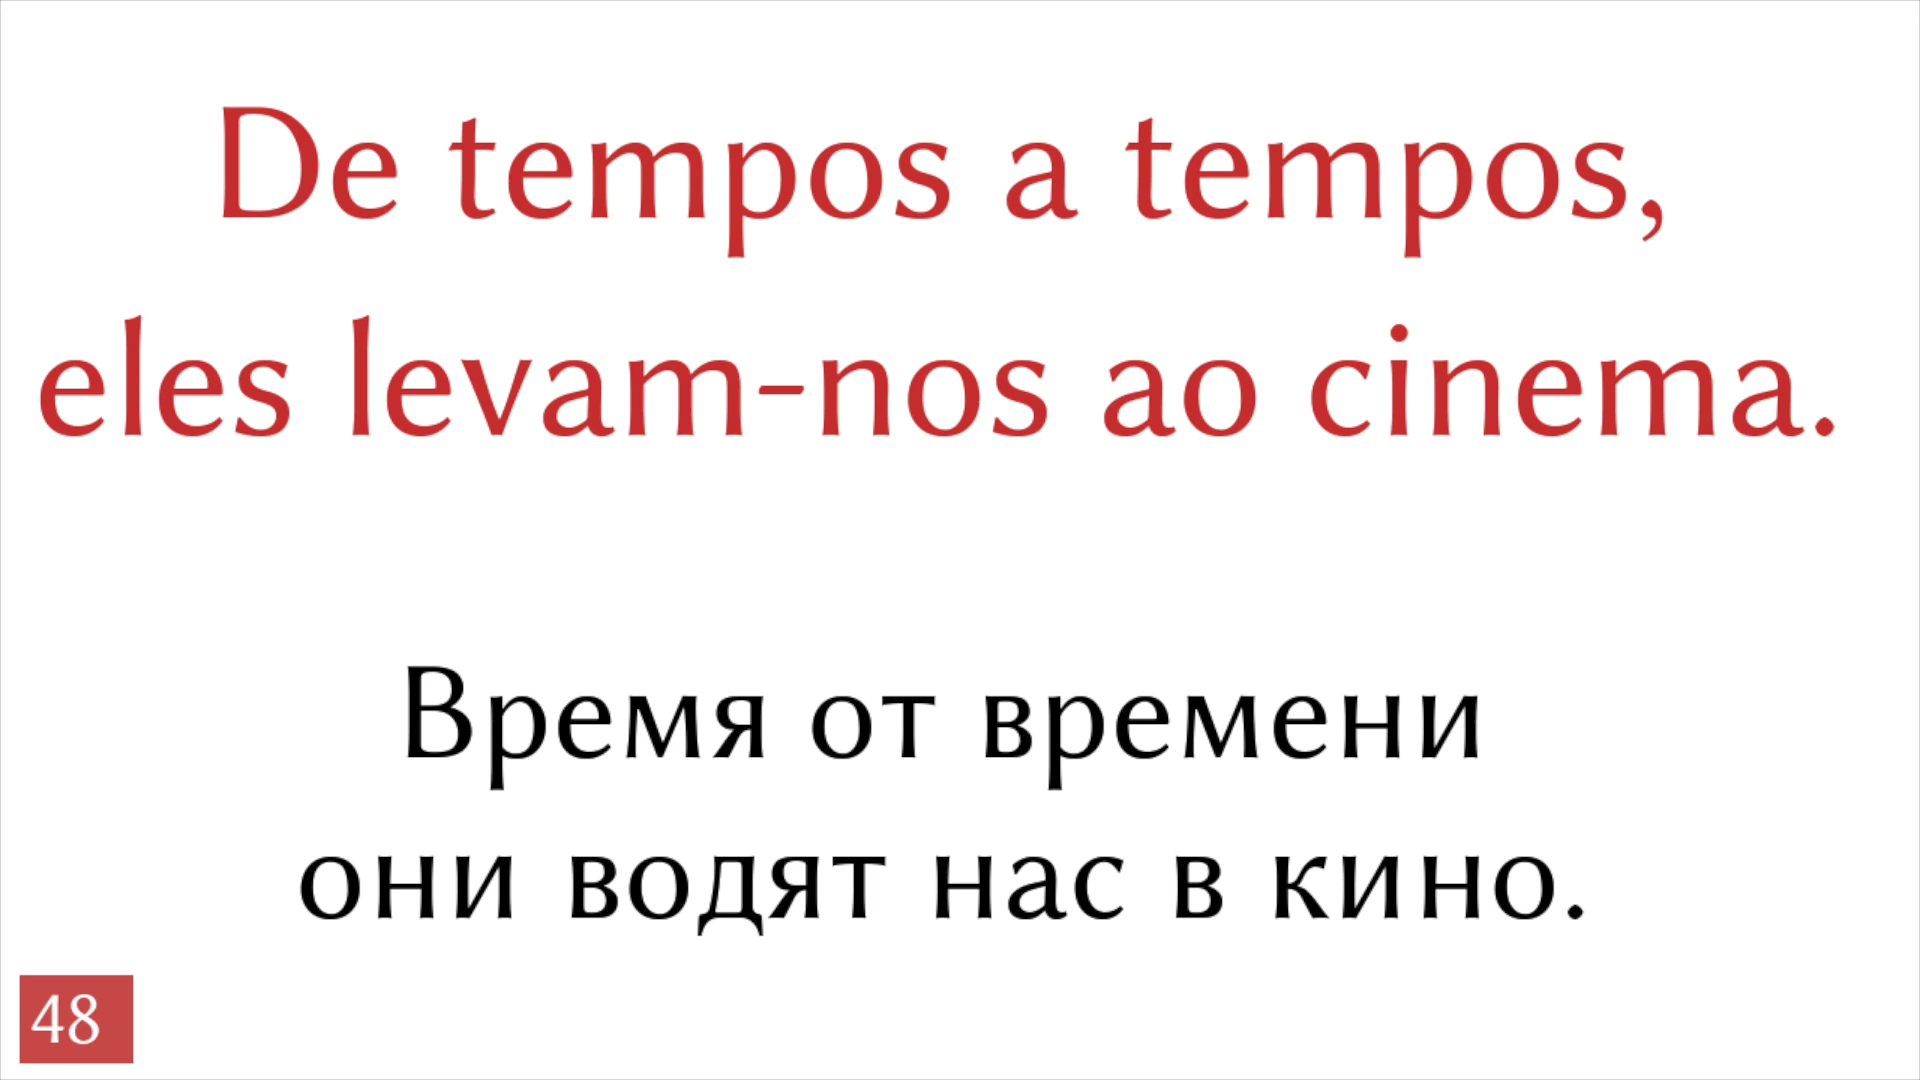 De tempos a tempos,
eles levam-nos ao cinema.
Время от времени
они водят нас в кино.
48